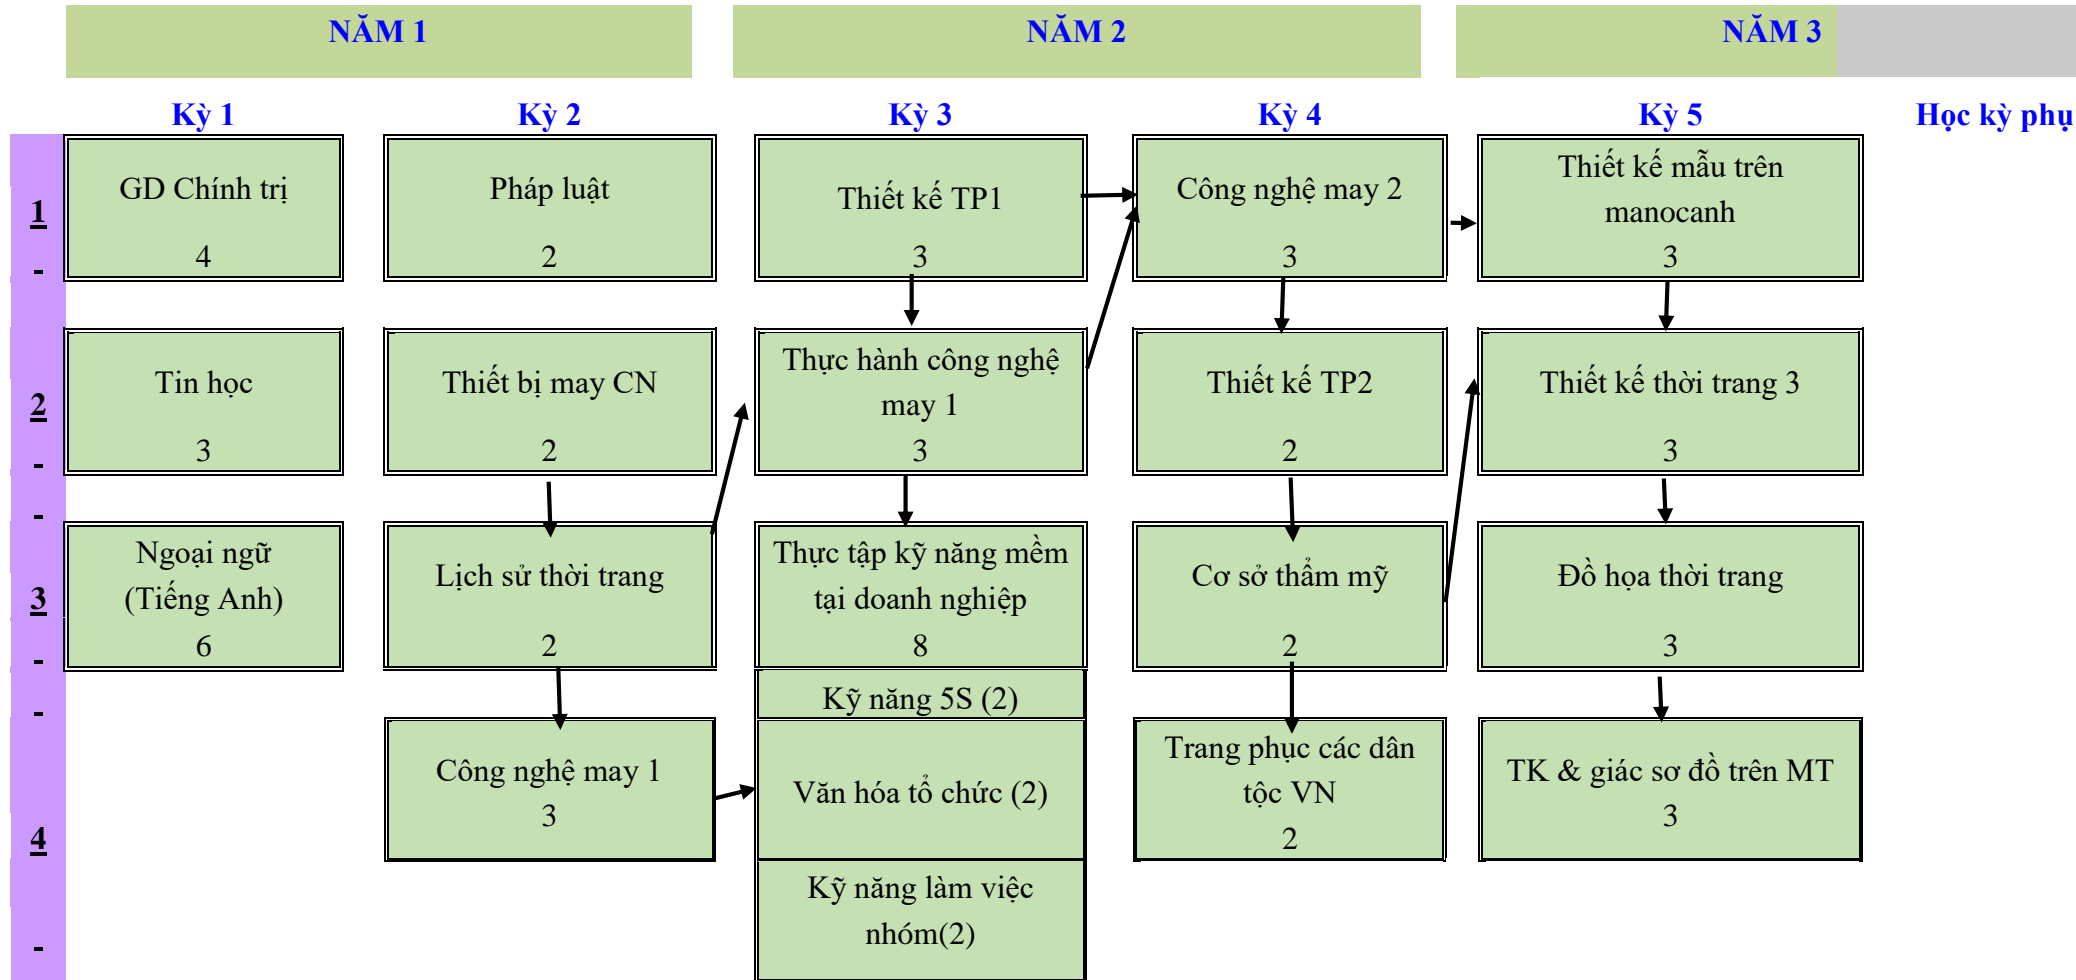 NĂM 1
NĂM 2
NĂM 3
Kỳ 1
Kỳ 2
Kỳ 3
Kỳ 4
Kỳ 5
Học kỳ phụ
1
-
GD Chính trị
4
Pháp luật
2
Thiết kế TP1
3
Công nghệ may 2
3
Thiết kế mẫu trên
manocanh
3
2
-
Tin học
3
Thiết bị may CN
2
Thực hành công nghệ
may 1
3
Thiết kế TP2
2
Thiết kế thời trang 3
3
-
3
-
Ngoại ngữ
(Tiếng Anh)
6
Lịch sử thời trang
2
Thực tập kỹ năng mềm
tại doanh nghiệp
8
Cơ sở thẩm mỹ
2
Đồ họa thời trang
3
-
4
-
Công nghệ may 1
3
Kỹ năng 5S (2)
Văn hóa tổ chức (2)
Kỹ năng làm việc
nhóm(2)
Trang phục các dân
tộc VN
2
TK & giác sơ đồ trên MT
3